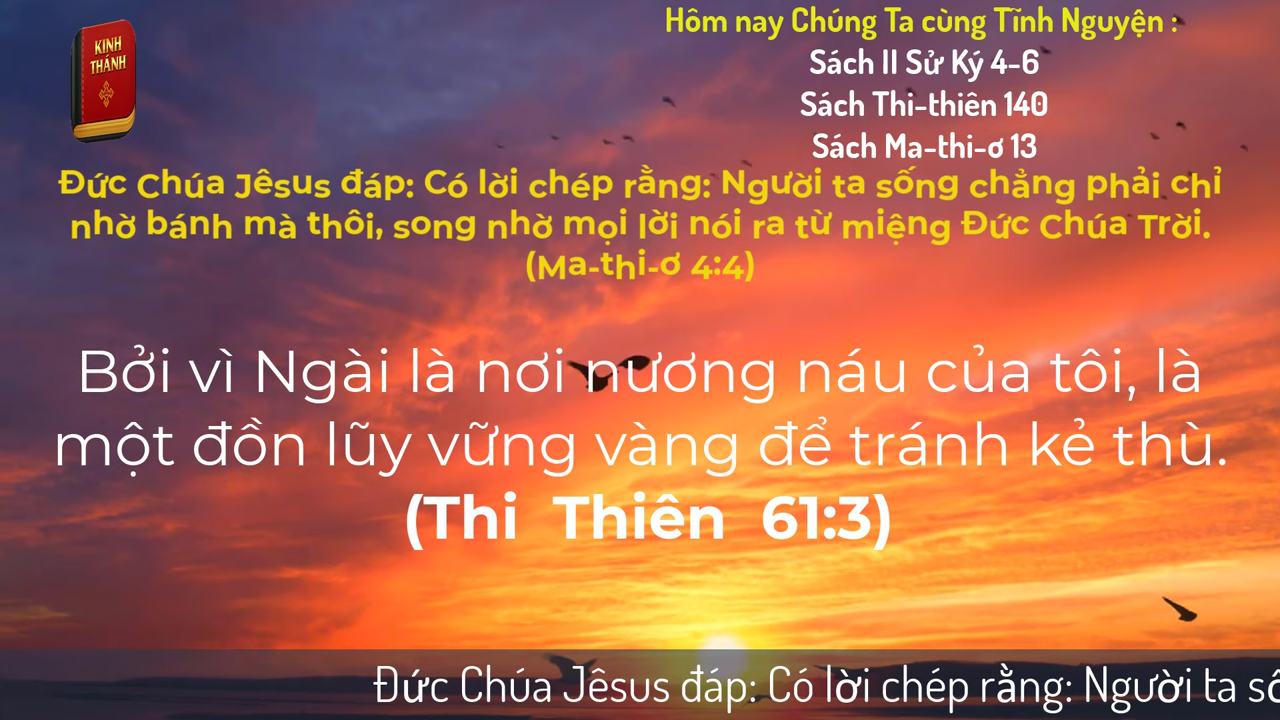 KINH
THÁNH
Hôm nay Chúng Ta cùng Tĩnh Nguyện :
Sách II Sử Ký 4-6
Sách Thi-thiên 140
Sách Ma-thi-ơ 13
Đức Chúa Jêsus đáp: Có lời chép rằng: Người ta sống chẳng phải chỉ
nhờ bánh mà thôi, song nhờ mọi lời nói ra từ miệng Đức Chúa Trời.
(Ma-thi-ơ 4:4)
Bởi vì Ngài là nơi nương náu của tôi, là
một đồn lũy vững vàng để tránh kẻ thù.
(Thi Thiên 61:3)
Đức Chúa Jêsus đáp: Có lời chép rằng: Người ta